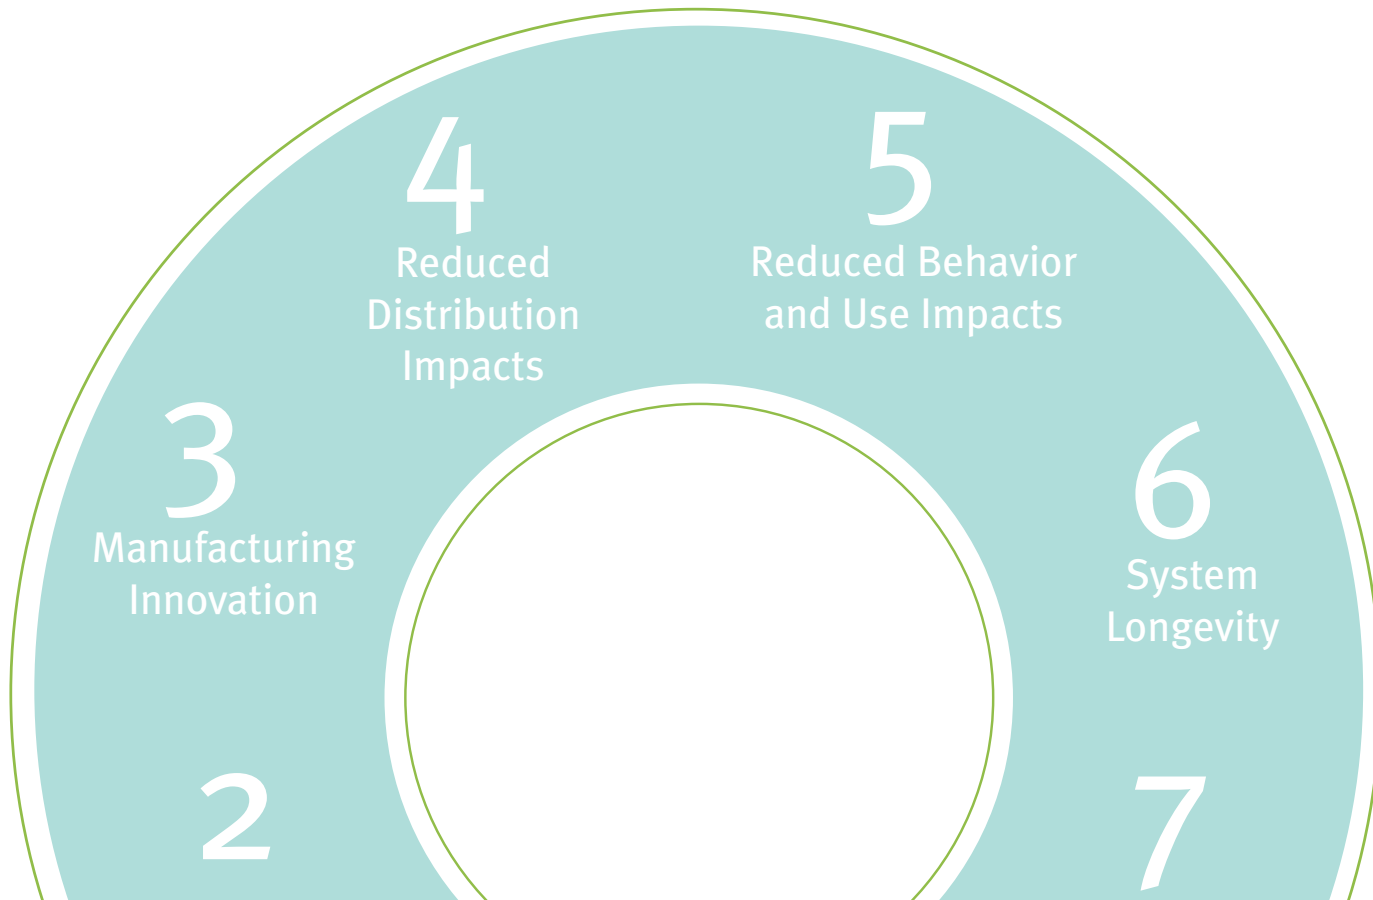 4
Reduced
Distribution
Impacts
5
Reduced Behavior
and Use Impacts
3
Manufacturing
Innovation
6
System
Longevity
2
7